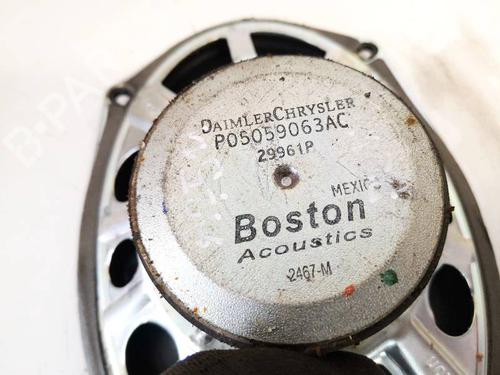 DAIMLERCHRYSLER
P05059063AC
29961P
MEXICO
Boston
Acoustics
2467-M